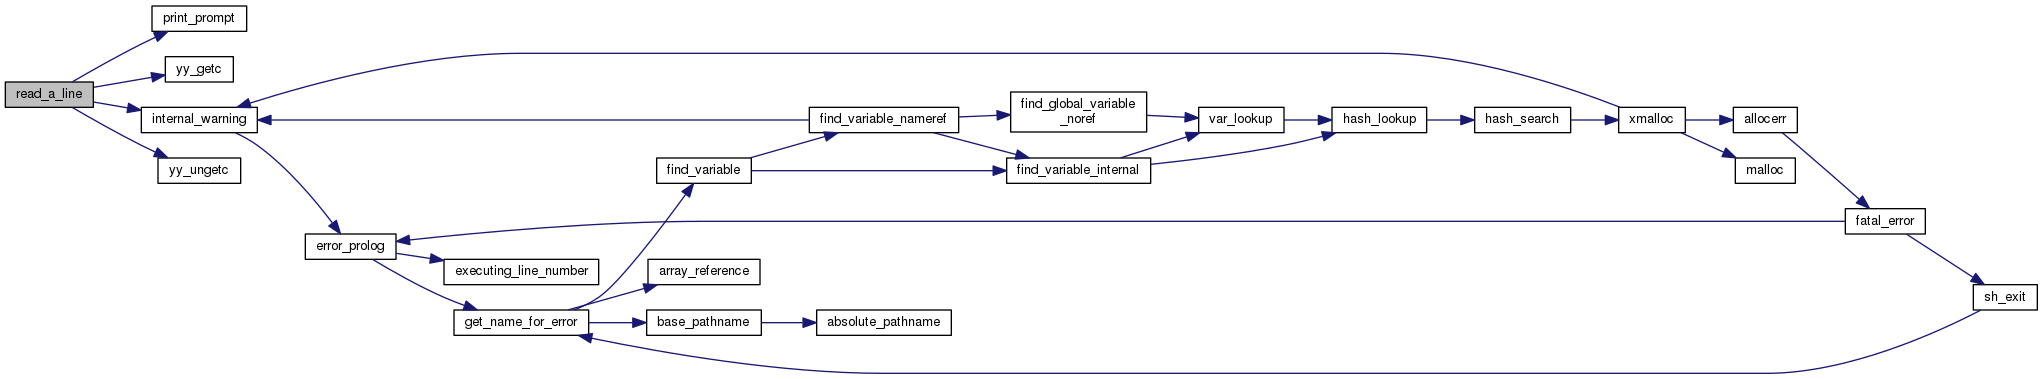 print_prompt
yy_getc
read_a_line
internal_warning
yy_ungetc
find_variable_nameref
find_global_variable
_noref
var_lookup
hash_lookup
hash_search
xmalloc
allocerr
find_variable
find_variable_internal
malloc
fatal_error
error_prolog
executing_line_number
array_reference
sh_exit
get_name_for_error
base_pathname
absolute_pathname